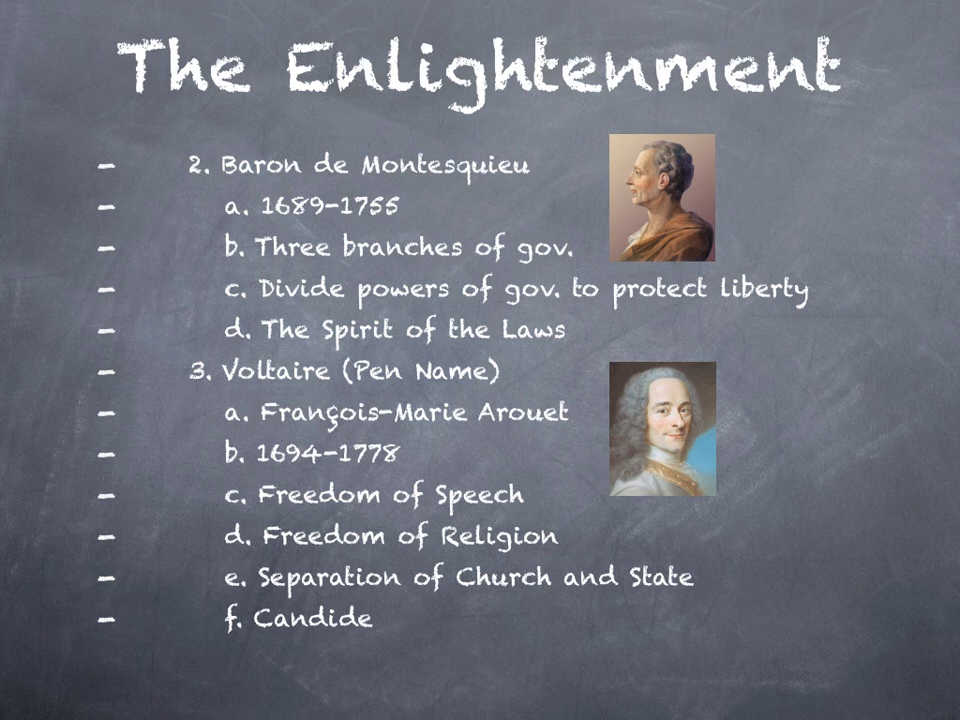 The Enlightenment
- 2. Baron de Montesquieu
- a. 1689-1755
- b. Three branches of gov.
- c. Divide powers of gov. to protect liberty
- d. The Spirit of the Laws
- 3. Voltaire (Pen Name)
- a. François-Marie Arouet
- b. 1694-1778
- c. Freedom of Speech
- d. Freedom of Religion
- e. Separation of Church and State
- f. Candide